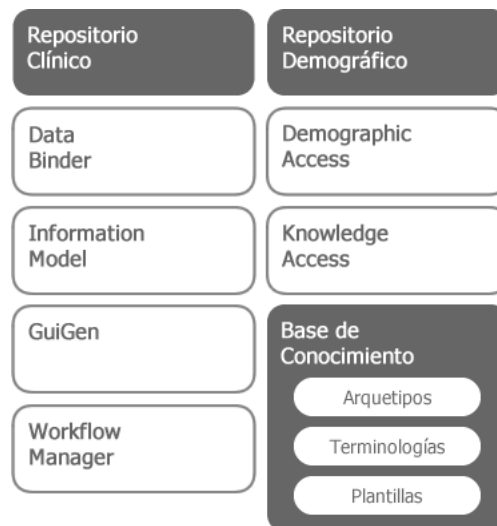 Repositorio
Clínico
Data
Binder
Information
Model
GuiGen
Workflow
Manager
Repositorio
Demográfico
Demographic
Access
Knowledge
Access
Base de
Conocimiento
Arquetipos
Terminologías
Plantillas